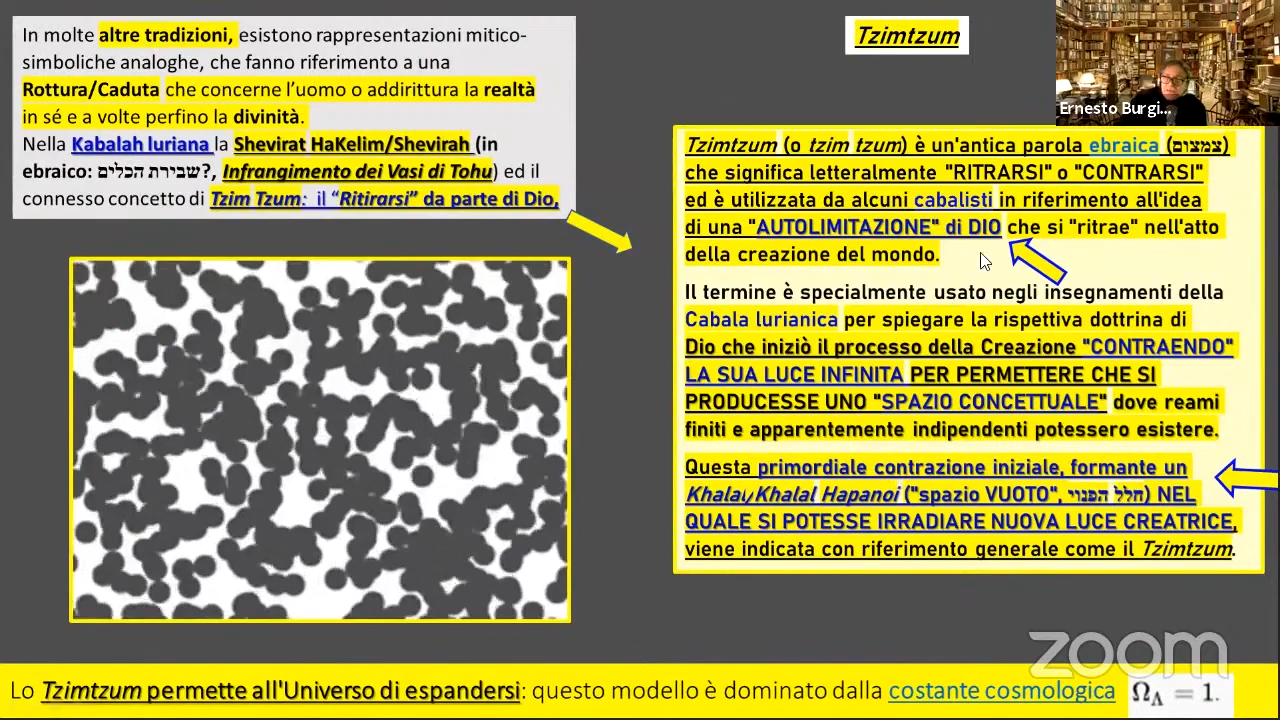 In molte altre tradizioni, esistono rappresentazioni mitico-
simboliche analoghe, che fanno riferimento a una
Rottura/Caduta che concerne l'uomo o addirittura la realtà
in sé e a volte perfino la divinità.
Nella Kabalah luriana la Shevirat HaKelim/Shevirah (in
ebraico: שבירת הכלים?, Infrangimento dei Vasi di Tohu) ed il
connesso concetto di Tzim Tzum: il “Ritirarsi” da parte di Dio,
Tzimtzum
Ernesto Burgi...
Tzimtzum (o tzim tzum) è un'antica parola ebraica (צמצום)
che significa letteralmente "RITRARSI" o "CONTRARSI"
ed è utilizzata da alcuni cabalisti in riferimento all'idea
di una "AUTOLIMITAZIONE" di DIO che si "ritrae" nell'atto
della creazione del mondo.
Il termine è specialmente usato negli insegnamenti della
Cabala lurianica per spiegare la rispettiva dottrina di
Dio che iniziò il processo della Creazione "CONTRAENDO"
LA SUA LUCE INFINITA PER PERMETTERE CHE SI
PRODUCESSE UNO "SPAZIO CONCETTUALE" dove reami
finiti e apparentemente indipendenti potessero esistere.
Questa primordiale contrazione iniziale, formante un
Khalal/Khalal Hapanoi ("spazio VUOTO", חלל הפנוי) NEL
QUALE SI POTESSE IRRADIARE NUOVA LUCE CREATRICE,
viene indicata con riferimento generale come il Tzimtzum.
zoom
Lo Tzimtzum permette all'Universo di espandersi: questo modello è dominato dalla costante cosmologica Ω_Λ = 1.